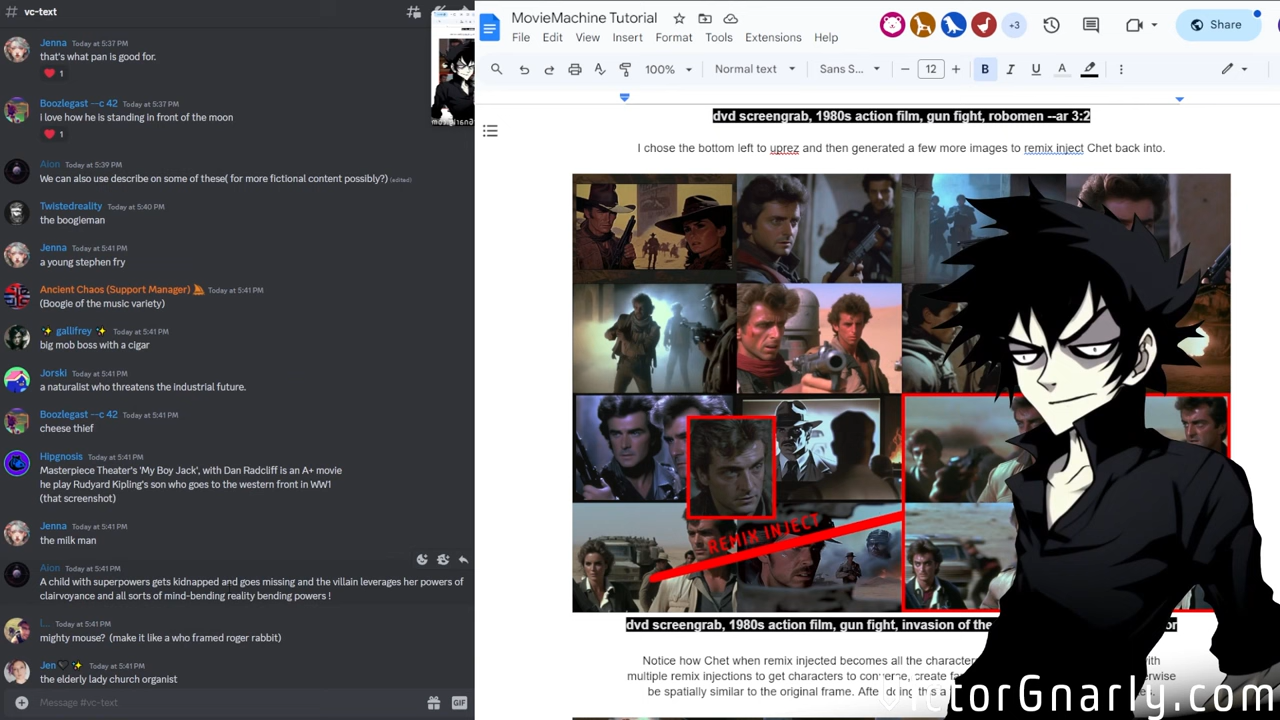 # vc-text
Jenna Today at 5:37 PM
that's what pan is good for.
❤️ 1
Boozlegast --c 42 Today at 5:37 PM
I love how he is standing in front of the moon
❤️ 1
Aion Today at 5:39 PM
We can also use describe on some of these( for more fictional content possibly?) (edited)
Twistedreality Today at 5:40 PM
the boogieman
Jenna Today at 5:41 PM
a young stephen fry
Ancient Chaos (Support Manager) Today at 5:41 PM
(Boogie of the music variety)
✨ gallifrey ✨ Today at 5:41 PM
big mob boss with a cigar
Jorski Today at 5:41 PM
a naturalist who threatens the industrial future.
Boozlegast --c 42 Today at 5:41 PM
cheese thief
Hipgnosis Today at 5:41 PM
Masterpiece Theater's 'My Boy Jack', with Dan Radcliff is an A+ movie
he play Rudyard Kipling's son who goes to the western front in WW1
(that screenshot)
Jenna Today at 5:41 PM
the milk man
Aion Today at 5:41 PM
A child with superpowers gets kidnapped and goes missing and the villain leverages her powers of
clairvoyance and all sorts of mind-bending reality bending powers !
I... Today at 5:41 PM
mighty mouse? (make it like a who framed roger rabbit)
Jen 🖤 ✨ Today at 5:41 PM
the elderly lady church organist
Message #vc-text
GIF
MovieMachine Tutorial
File Edit View Insert Format Tools Extensions Help
+3
Share
100% Normal text Sans S... 12 B I U A
dvd screengrab, 1980s action film, gun fight, robomen --ar 3:2
I chose the bottom left to uprez and then generated a few more images to remix inject Chet back into.
REMIX INJECT
dvd screengrab, 1980s action film, gun fight, invasion of the
Notice how Chet when remix injected becomes all the
multiple remix injections to get characters to
be spatially similar to the original frame.
VictorGnarly.com